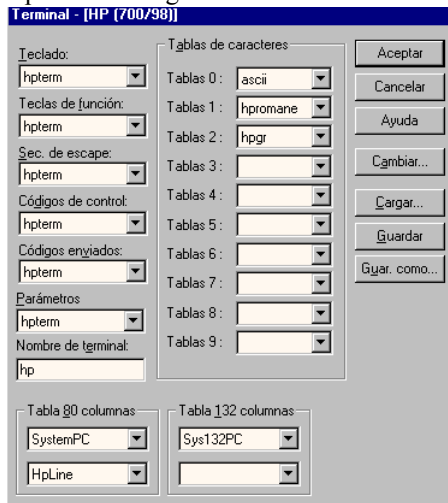 Terminal - [HP (700/98)]
Teclado:
hpterm
Teclas de función:
hpterm
Sec. de escape:
hpterm
Códigos de control:
hpterm
Códigos enviados:
hpterm
Parámetros
hpterm
Nombre de terminal:
hp
Tablas de caracteres
Tablas 0 : ascii
Tablas 1 : hpromane
Tablas 2 : hpgr
Tablas 3 :
Tablas 4 :
Tablas 5 :
Tablas 6 :
Tablas 7 :
Tablas 8 :
Tablas 9 :
Aceptar
Cancelar
Ayuda
Cambiar...
Cargar...
Guardar
Guar. como...
Tabla 80 columnas
SystemPC
HpLine
Tabla 132 columnas
Sys132PC